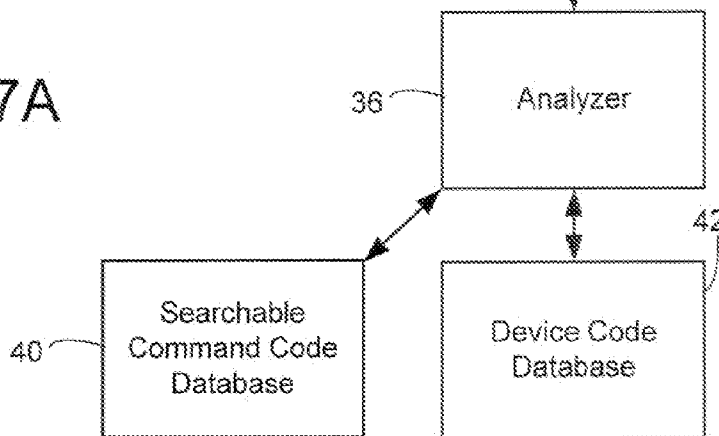 7A
36
Analyzer
42
Searchable
Command Code
Database
40
Device Code
Database